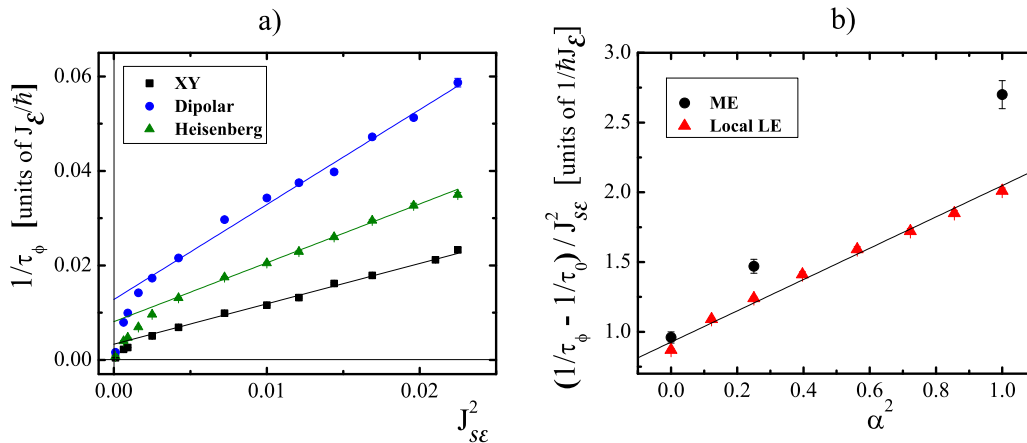 a)
1/τ_φ [units of J_ε/ħ]
0.06
0.04
0.02
0.00
XY
Dipolar
Heisenberg
0.00
0.01
0.02
J²_sε
b)
(1/τ_φ - 1/τ_0) / J²_sε [units of 1/ħJ_ε]
3.0
2.5
2.0
1.5
1.0
ME
Local LE
0.0
0.2
0.4
0.6
0.8
1.0
α²